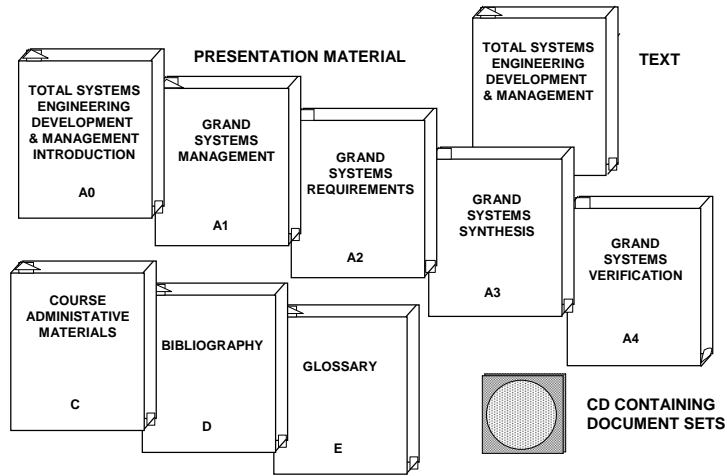 PRESENTATION MATERIAL
TOTAL SYSTEMS
ENGINEERING
DEVELOPMENT
& MANAGEMENT
TEXT
TOTAL SYSTEMS
ENGINEERING
DEVELOPMENT
& MANAGEMENT
INTRODUCTION
A0
GRAND
SYSTEMS
MANAGEMENT
A1
GRAND
SYSTEMS
REQUIREMENTS
A2
GRAND
SYSTEMS
SYNTHESIS
A3
GRAND
SYSTEMS
VERIFICATION
A4
COURSE
ADMINISTATIVE
MATERIALS
C
BIBLIOGRAPHY
D
GLOSSARY
E
CD CONTAINING
DOCUMENT SETS